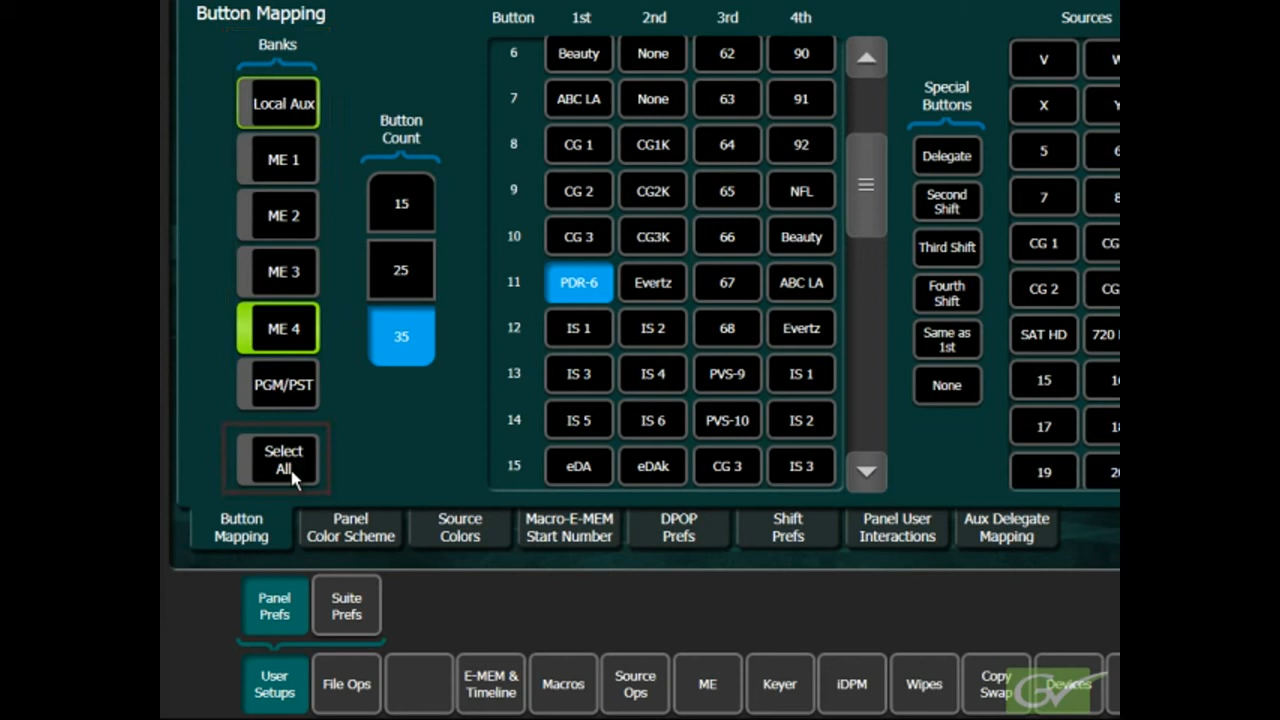 Button Mapping
Banks
Local Aux
ME 1
ME 2
ME 3
ME 4
PGM/PST
Select
All
Button
Count
15
25
35
Button 1st 2nd 3rd 4th
6 Beauty None 62 90
7 ABC LA None 63 91
8 CG 1 CG1K 64 92
9 CG 2 CG2K 65 NFL
10 CG 3 CG3K 66 Beauty
11 PDR-6 Evertz 67 ABC LA
12 IS 1 IS 2 68 Evertz
13 IS 3 IS 4 PVS-9 IS 1
14 IS 5 IS 6 PVS-10 IS 2
15 eDA eDAk CG 3 IS 3
Special
Buttons
Delegate
Second
Shift
Third Shift
Fourth
Shift
Same as
1st
None
Sources
V
X Y
5 6
7 8
CG 1 CG
CG 2 CG
SAT HD 720
15
17
19
Button
Mapping
Panel
Color Scheme
Source
Colors
Macro-E-MEM
Start Number
DPOP
Prefs
Shift
Prefs
Panel User
Interactions
Aux Delegate
Mapping
Panel
Prefs
Suite
Prefs
User
Setups
File Ops
E-MEM &
Timeline
Macros
Source
Ops
ME
Keyer
iDPM
Wipes
Copy
Swap
Devices